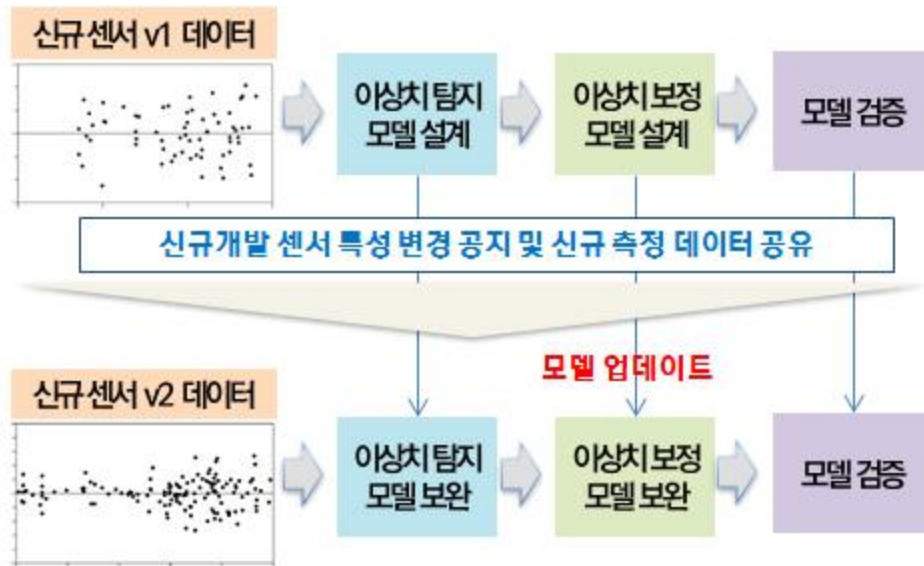 신규 센서 v1 데이터
이상치 탐지
모델 설계
이상치 보정
모델 설계
모델 검증
신규개발 센서 특성 변경 공지 및 신규 측정 데이터 공유
모델 업데이트
신규 센서 v2 데이터
이상치 탐지
모델 보완
이상치 보정
모델 보완
모델 검증